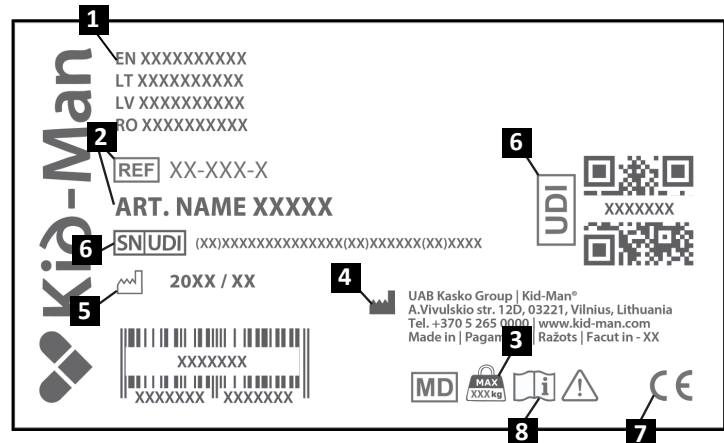 1
EN XXXXXXXXXX
LT XXXXXXXXXX
LV XXXXXXXXXX
RO XXXXXXXXXX
Kid-Man
2
REF XX-XXX-X
ART. NAME XXXXX
6
SN UDI (XX)XXXXXXXXXXXXXX(XX)XXXXXX(XX)XXXX
5
20XX / XX
XXXXXXX
XXXXXXX XXXXXXX
6
UDI
XXXXXXX
4
UAB Kasko Group | Kid-Man®
A.Vivulskio str. 12D, 03221, Vilnius, Lithuania
Tel. +370 5 265 0000 | www.kid-man.com
Made in | Ražots | Facut in - XX
3
MD
MAX
XXX kg
i
!
CE
8
7